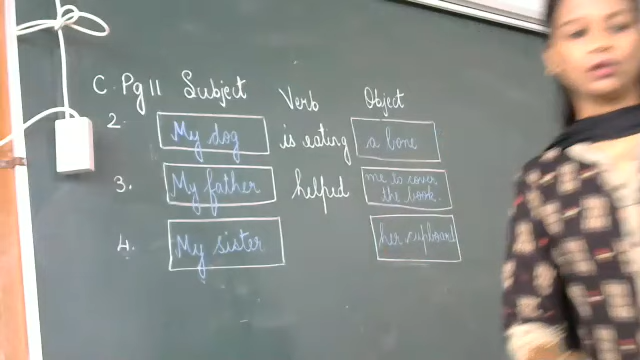 C. Pg 11 Subject Verb Object
2. My dog is eating a bone
3. My father helped me to cover
the book.
4. My sister her cupboard